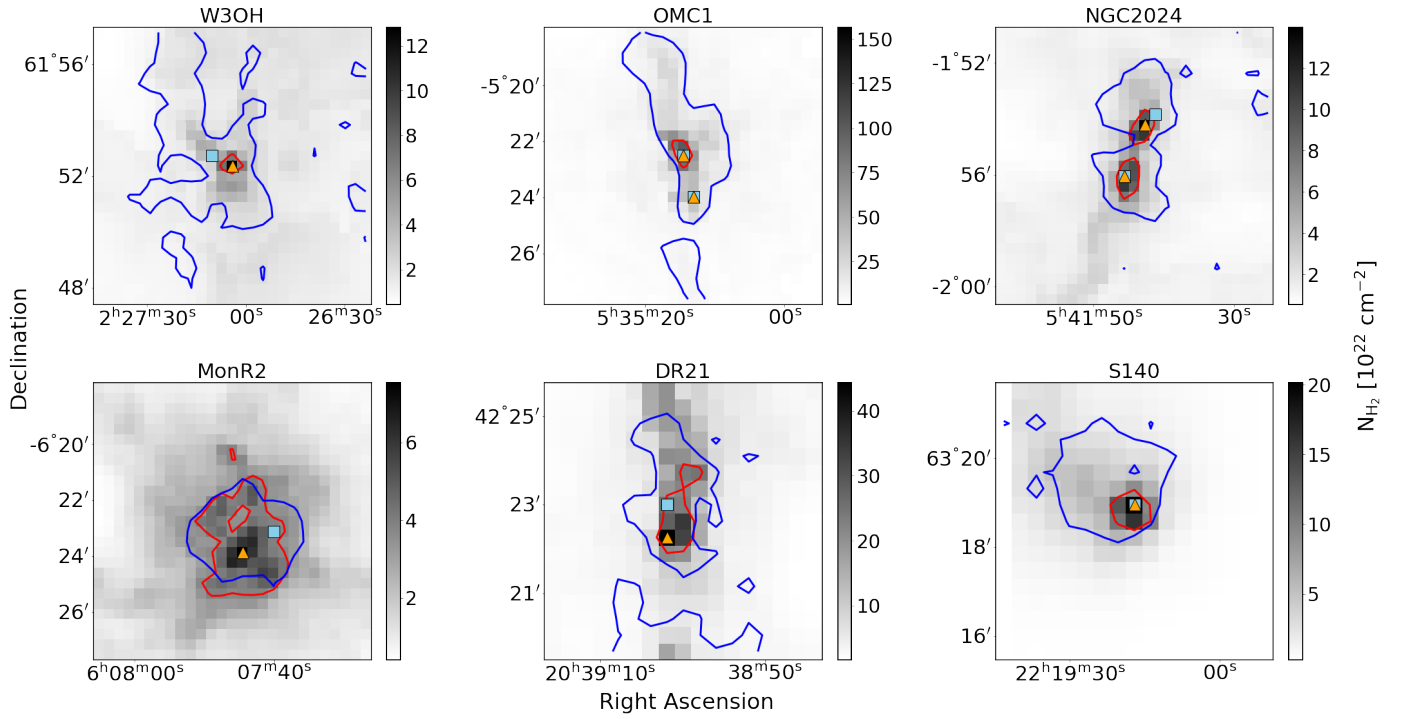 W3OH
OMC1
NGC2024
61°56′
52′
48′
2ʰ27ᵐ30ˢ
00ˢ
26ᵐ30ˢ
12
10
8
6
4
2
-5°20′
22′
24′
26′
5ʰ35ᵐ20ˢ
00ˢ
150
125
100
75
50
25
-1°52′
56′
-2°00′
5ʰ41ᵐ50ˢ
30ˢ
12
10
8
6
4
2
Declination
N_H₂ [10²² cm⁻²]
MonR2
DR21
S140
-6°20′
22′
24′
26′
6ʰ08ᵐ00ˢ
07ᵐ40ˢ
6
4
2
42°25′
23′
21′
20ʰ39ᵐ10ˢ
38ᵐ50ˢ
40
30
20
10
63°20′
18′
16′
22ʰ19ᵐ30ˢ
00ˢ
20
15
10
5
Right Ascension